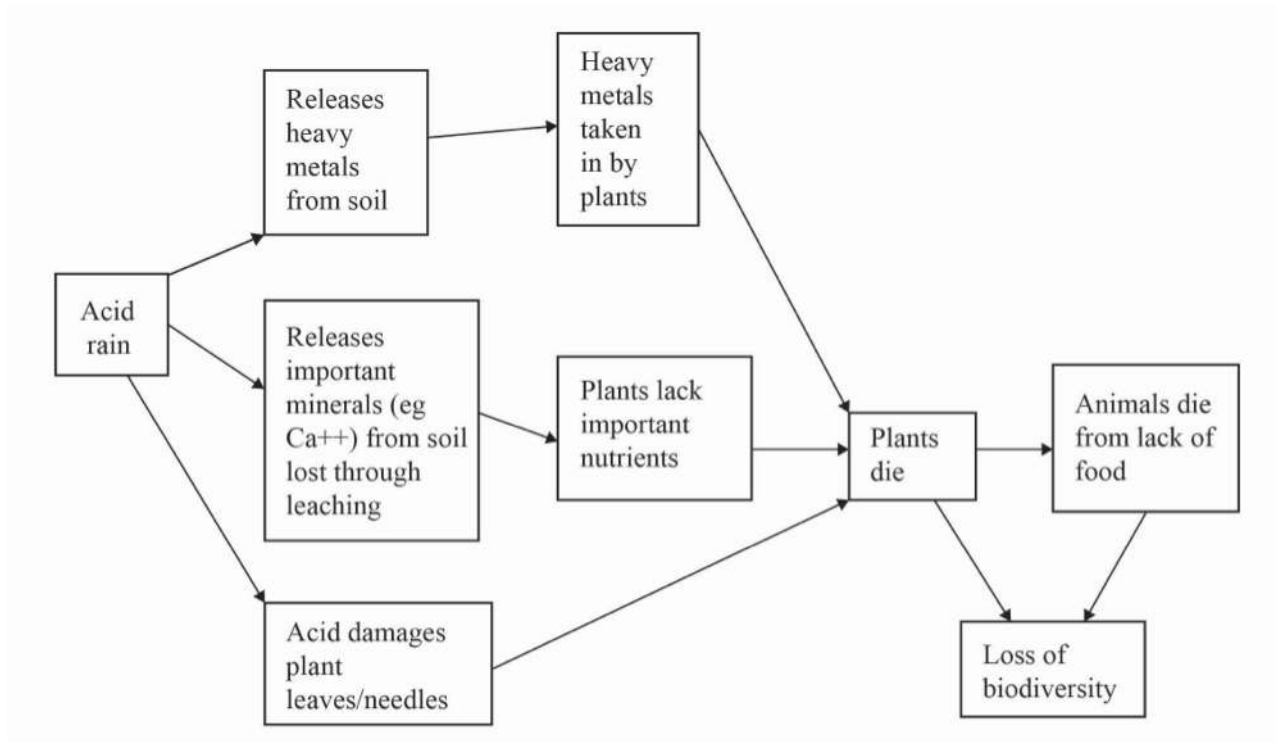 Releases
heavy
metals
from soil
Heavy
metals
taken
in by
plants
Acid
rain
Releases
important
minerals (eg
Ca++) from soil
lost through
leaching
Plants lack
important
nutrients
Plants
die
Animals die
from lack of
food
Acid damages
plant
leaves/needles
Loss of
biodiversity